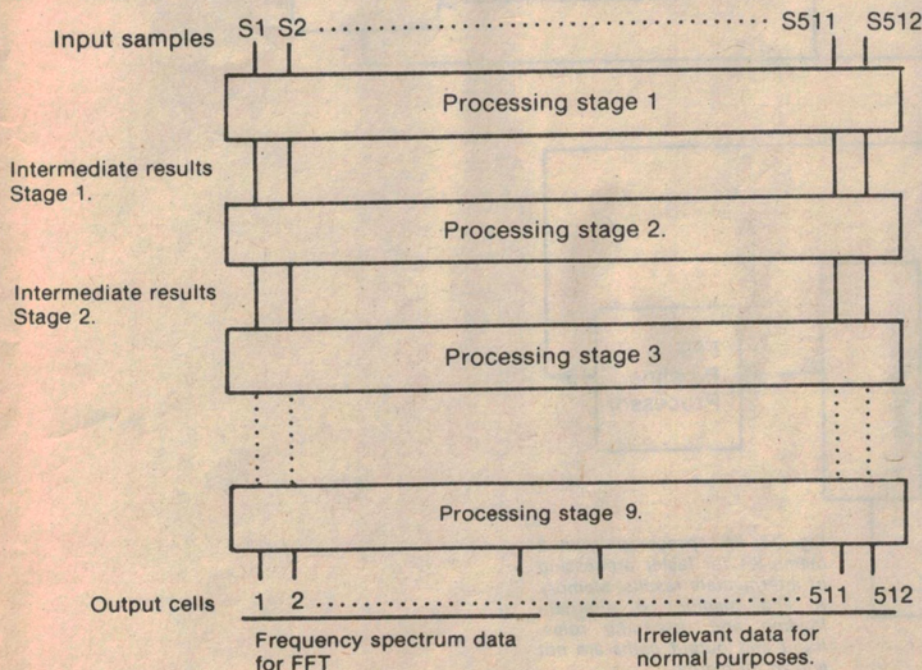 Input samples S1 S2 ........................................ S511 S512
Processing stage 1
Intermediate results
Stage 1.
Processing stage 2.
Intermediate results
Stage 2.
Processing stage 3
Processing stage 9.
Output cells 1 2 ........................................ 511 512
Frequency spectrum data
for FFT
Irrelevant data for
normal purposes.